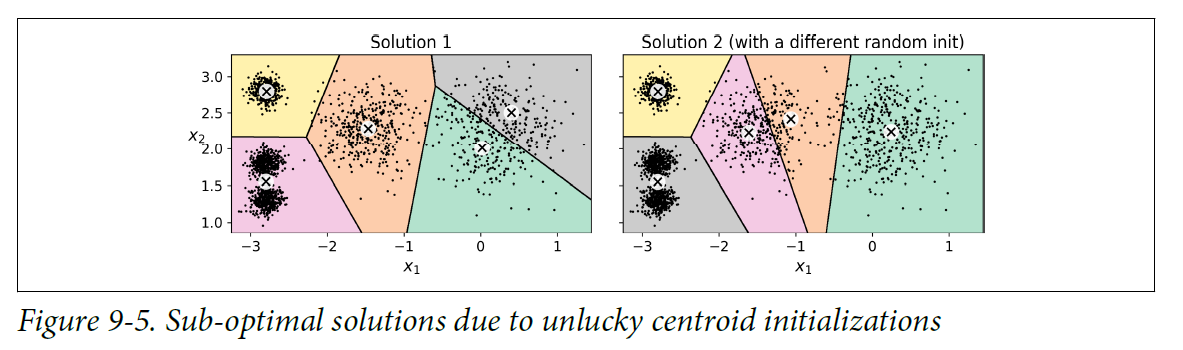 Solution 1
Solution 2 (with a different random init)
3.0
2.5
x2
2.0
1.5
1.0
−3 −2 −1 0 1
−3 −2 −1 0 1
x1
x1
Figure 9-5. Sub-optimal solutions due to unlucky centroid initializations